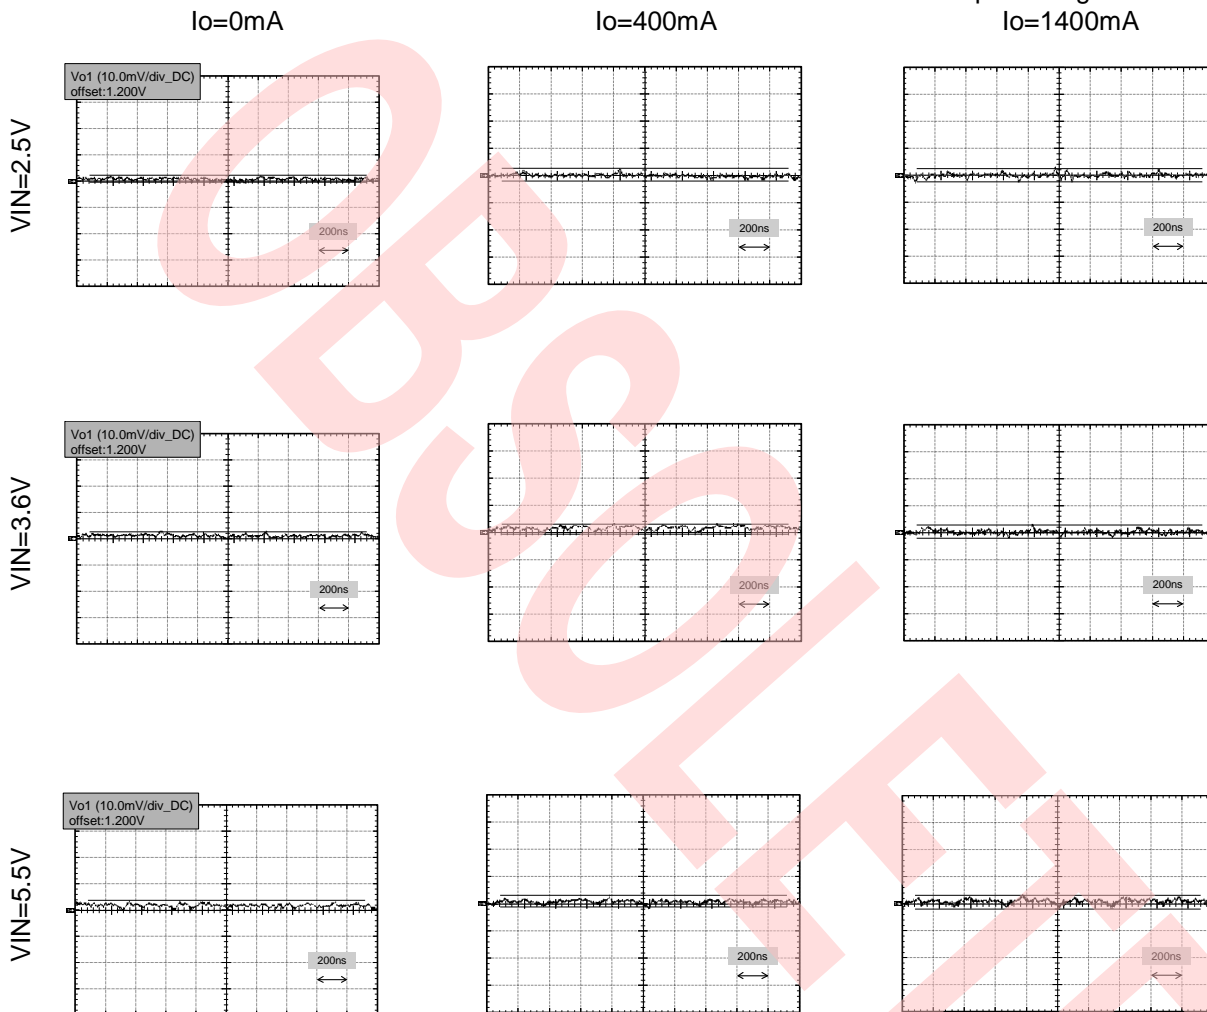 Io=0mA
Io=400mA
Io=1400mA
VIN=2.5V
Vo1 (10.0mV/div_DC)
offset:1.200V
200ns
200ns
200ns
VIN=3.6V
Vo1 (10.0mV/div_DC)
offset:1.200V
200ns
200ns
200ns
VIN=5.5V
Vo1 (10.0mV/div_DC)
offset:1.200V
200ns
200ns
200ns
OBSOLET